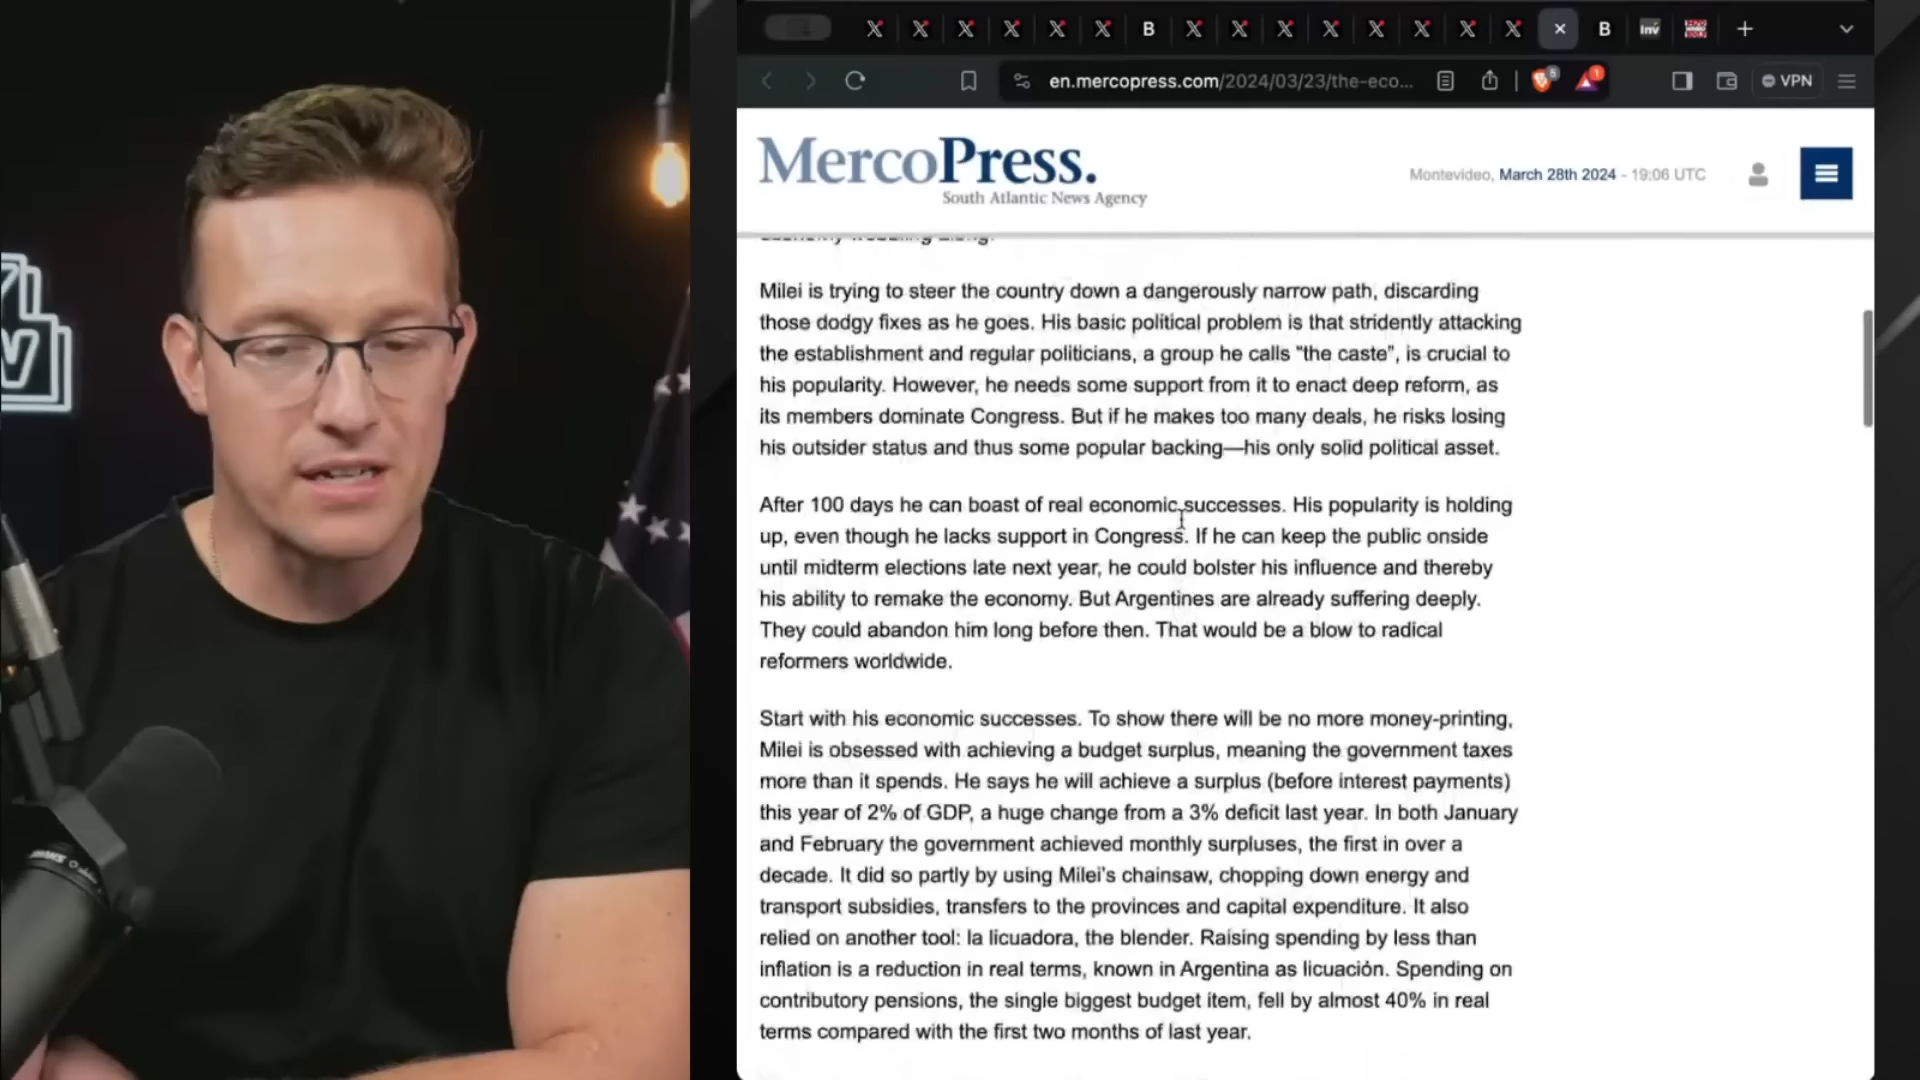 B
B
Inv
en.mercopress.com/2024/03/23/the-eco...
6
1
VPN
MercoPress.
South Atlantic News Agency
Montevideo, March 28th 2024 - 19:06 UTC
Milei is trying to steer the country down a dangerously narrow path, discarding
those dodgy fixes as he goes. His basic political problem is that stridently attacking
the establishment and regular politicians, a group he calls “the caste”, is crucial to
his popularity. However, he needs some support from it to enact deep reform, as
its members dominate Congress. But if he makes too many deals, he risks losing
his outsider status and thus some popular backing—his only solid political asset.
After 100 days he can boast of real economic successes. His popularity is holding
up, even though he lacks support in Congress. If he can keep the public onside
until midterm elections late next year, he could bolster his influence and thereby
his ability to remake the economy. But Argentines are already suffering deeply.
They could abandon him long before then. That would be a blow to radical
reformers worldwide.
Start with his economic successes. To show there will be no more money-printing,
Milei is obsessed with achieving a budget surplus, meaning the government taxes
more than it spends. He says he will achieve a surplus (before interest payments)
this year of 2% of GDP, a huge change from a 3% deficit last year. In both January
and February the government achieved monthly surpluses, the first in over a
decade. It did so partly by using Milei’s chainsaw, chopping down energy and
transport subsidies, transfers to the provinces and capital expenditure. It also
relied on another tool: la licuadora, the blender. Raising spending by less than
inflation is a reduction in real terms, known in Argentina as licuación. Spending on
contributory pensions, the single biggest budget item, fell by almost 40% in real
terms compared with the first two months of last year.